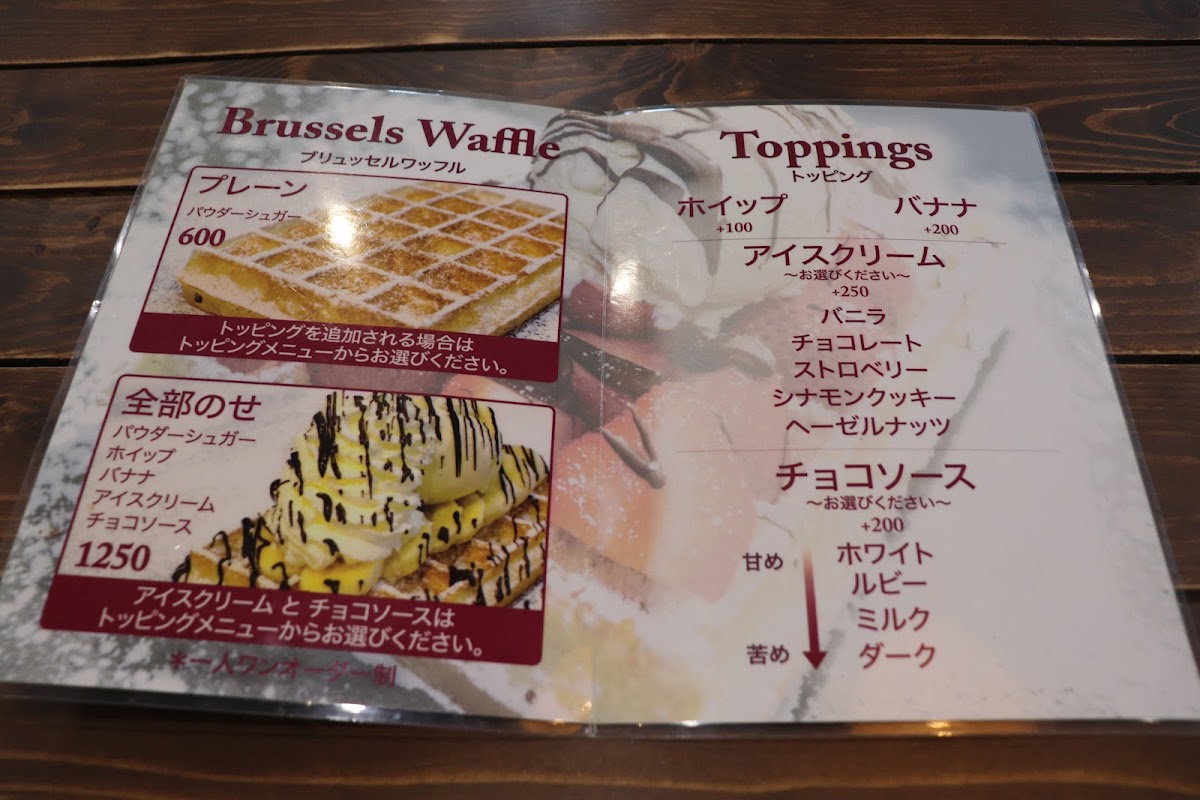 Brussels Waffle
ブリュッセルワッフル
プレーン
パウダーシュガー
600
トッピングを追加される場合は
トッピングメニューからお選びください。
全部のせ
パウダーシュガー
ホイップ
バナナ
アイスクリーム
チョコソース
1250
アイスクリーム と チョコソースは
トッピングメニューからお選びください。
*一人ワンオーダー制
Toppings
トッピング
ホイップ
+100
バナナ
+200
アイスクリーム
～お選びください～
+250
バニラ
チョコレート
ストロベリー
シナモンクッキー
ヘーゼルナッツ
チョコソース
～お選びください～
+200
甘め
ホワイト
ルビー
ミルク
苦め
ダーク